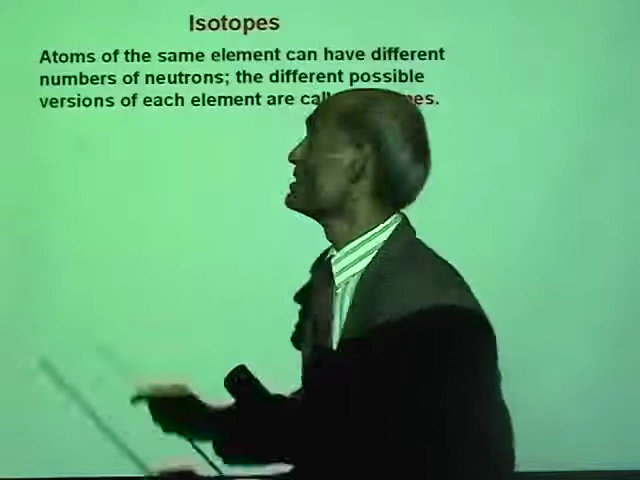 Isotopes
Atoms of the same element can have different
numbers of neutrons; the different possible
versions of each element are